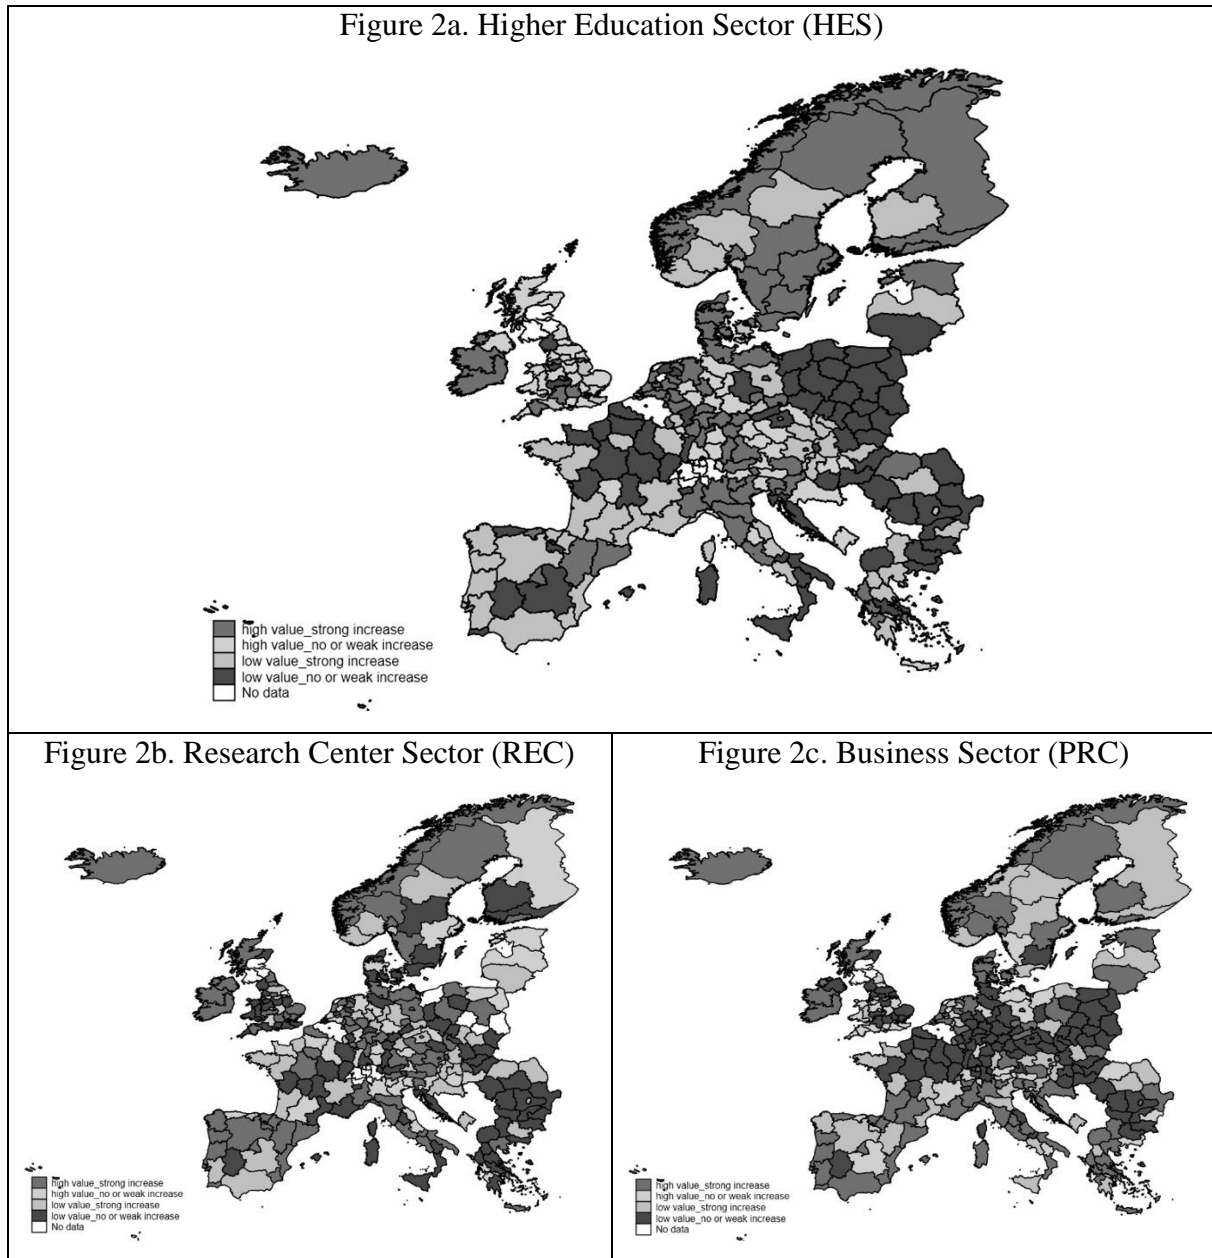 Figure 2a. Higher Education Sector (HES)
high value_strong increase
high value_no or weak increase
low value_strong increase
low value_no or weak increase
No data
Figure 2b. Research Center Sector (REC)
high value_strong increase
high value_no or weak increase
low value_strong increase
low value_no or weak increase
No data
Figure 2c. Business Sector (PRC)
high value_strong increase
high value_no or weak increase
low value_strong increase
low value_no or weak increase
No data